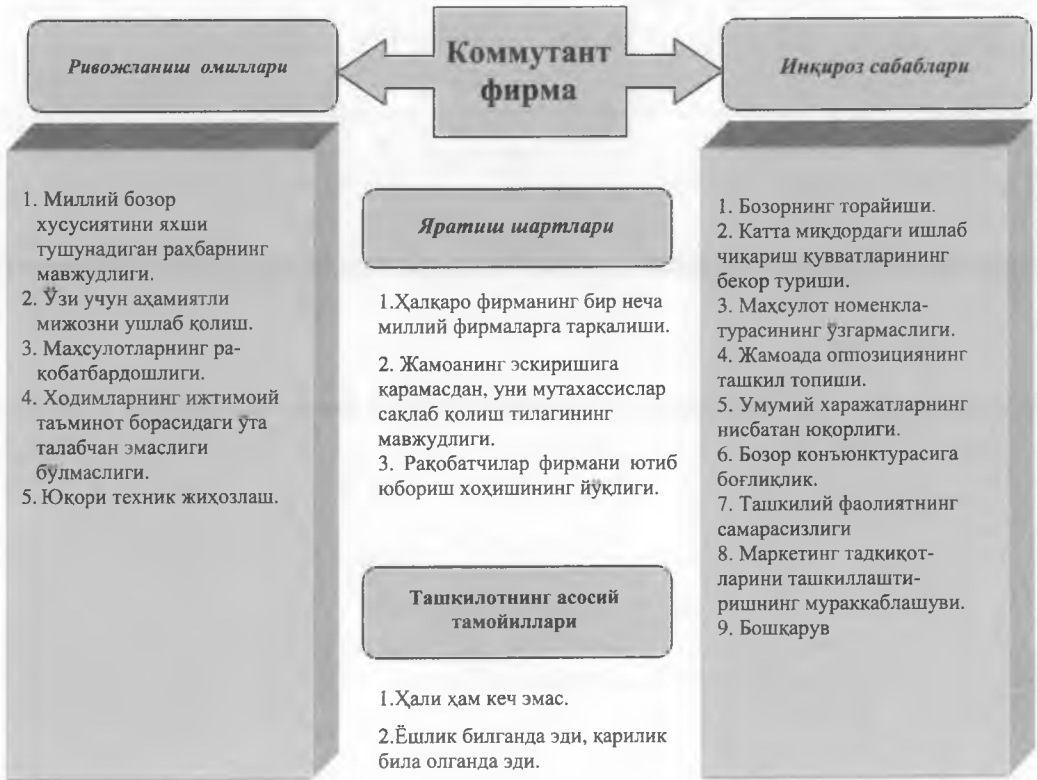 Коммутант
фирма
Ривожланиш омиллари
1. Миллий бозор
хусусиятини яхши
тушунадиган раҳбарнинг
мавжудлиги.
2. Ўзи учун аҳамиятли
мижозни ушлаб қолиш.
3. Махсулотларнинг ра-
қобатбардошлиги.
4. Ходимларнинг ижтимоий
таъминот борасидаги ўта
талабчан эмаслиги
бўлмаслиги.
5. Юқори техник жиҳозлаш.
Яратиш шартлари
1.Ҳалқаро фирманинг бир неча
миллий фирмаларга тарқалиши.
2. Жамоанинг эскиришига
қарамасдан, уни мутахассислар
сақлаб қолиш тилагининг
мавжудлиги.
3. Рақобатчилар фирмани ютиб
юбориш хоҳишининг йўқлиги.
Ташкилотнинг асосий
тамойиллари
1.Ҳали ҳам кеч эмас.
2.Ёшлик билганда эди, қарилик
била олганда эди.
Инқироз сабаблари
1. Бозорнинг торайиши.
2. Катта миқдордаги ишлаб
чиқариш қувватларининг
бекор туриши.
3. Маҳсулот номенкла-
турасининг ўзгармаслиги.
4. Жамоада оппозициянинг
ташкил топиши.
5. Умумий харажатларнинг
нисбатан юқорлиги.
6. Бозор конъюнктурасига
боғлиқлик.
7. Ташкилий фаолиятнинг
самарасизлиги
8. Маркетинг тадқиқот-
ларини ташкиллашти-
ришнинг мураккаблашуви.
9. Бошқарув